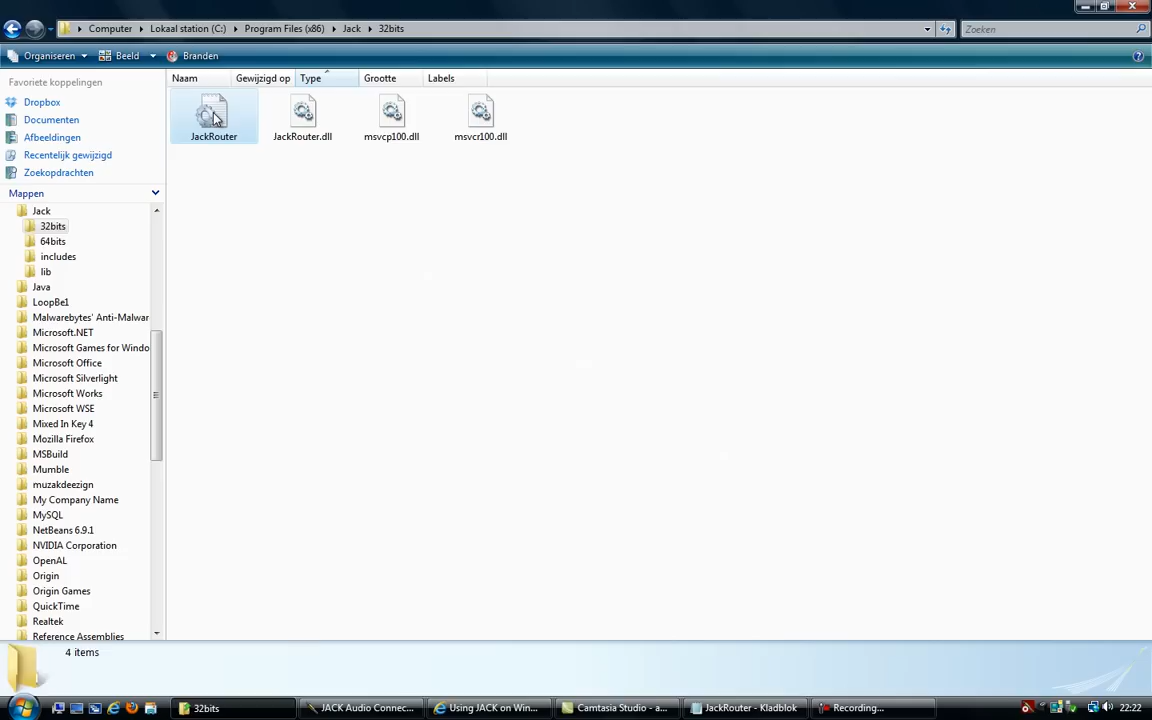 Computer Lokaal station (C:) Program Files (x86) Jack 32bits
Zoeken
Organiseren Beeld Branden
Favoriete koppelingen
Naam Gewijzigd op Type Grootte Labels
Dropbox
Documenten
Afbeeldingen
Recentelijk gewijzigd
Zoekopdrachten
JackRouter JackRouter.dll msvcp100.dll msvcr100.dll
Mappen
Jack
32bits
64bits
includes
lib
Java
LoopBe1
Malwarebytes' Anti-Malwar
Microsoft.NET
Microsoft Games for Windo
Microsoft Office
Microsoft Silverlight
Microsoft Works
Microsoft WSE
Mixed In Key 4
Mozilla Firefox
MSBuild
Mumble
muzakdeezign
My Company Name
MySQL
NetBeans 6.9.1
NVIDIA Corporation
OpenAL
Origin
Origin Games
QuickTime
Realtek
Reference Assemblies
4 items
32bits JACK Audio Connec... Using JACK on Win... Camtasia Studio - a... JackRouter - Kladblok Recording... 22:22